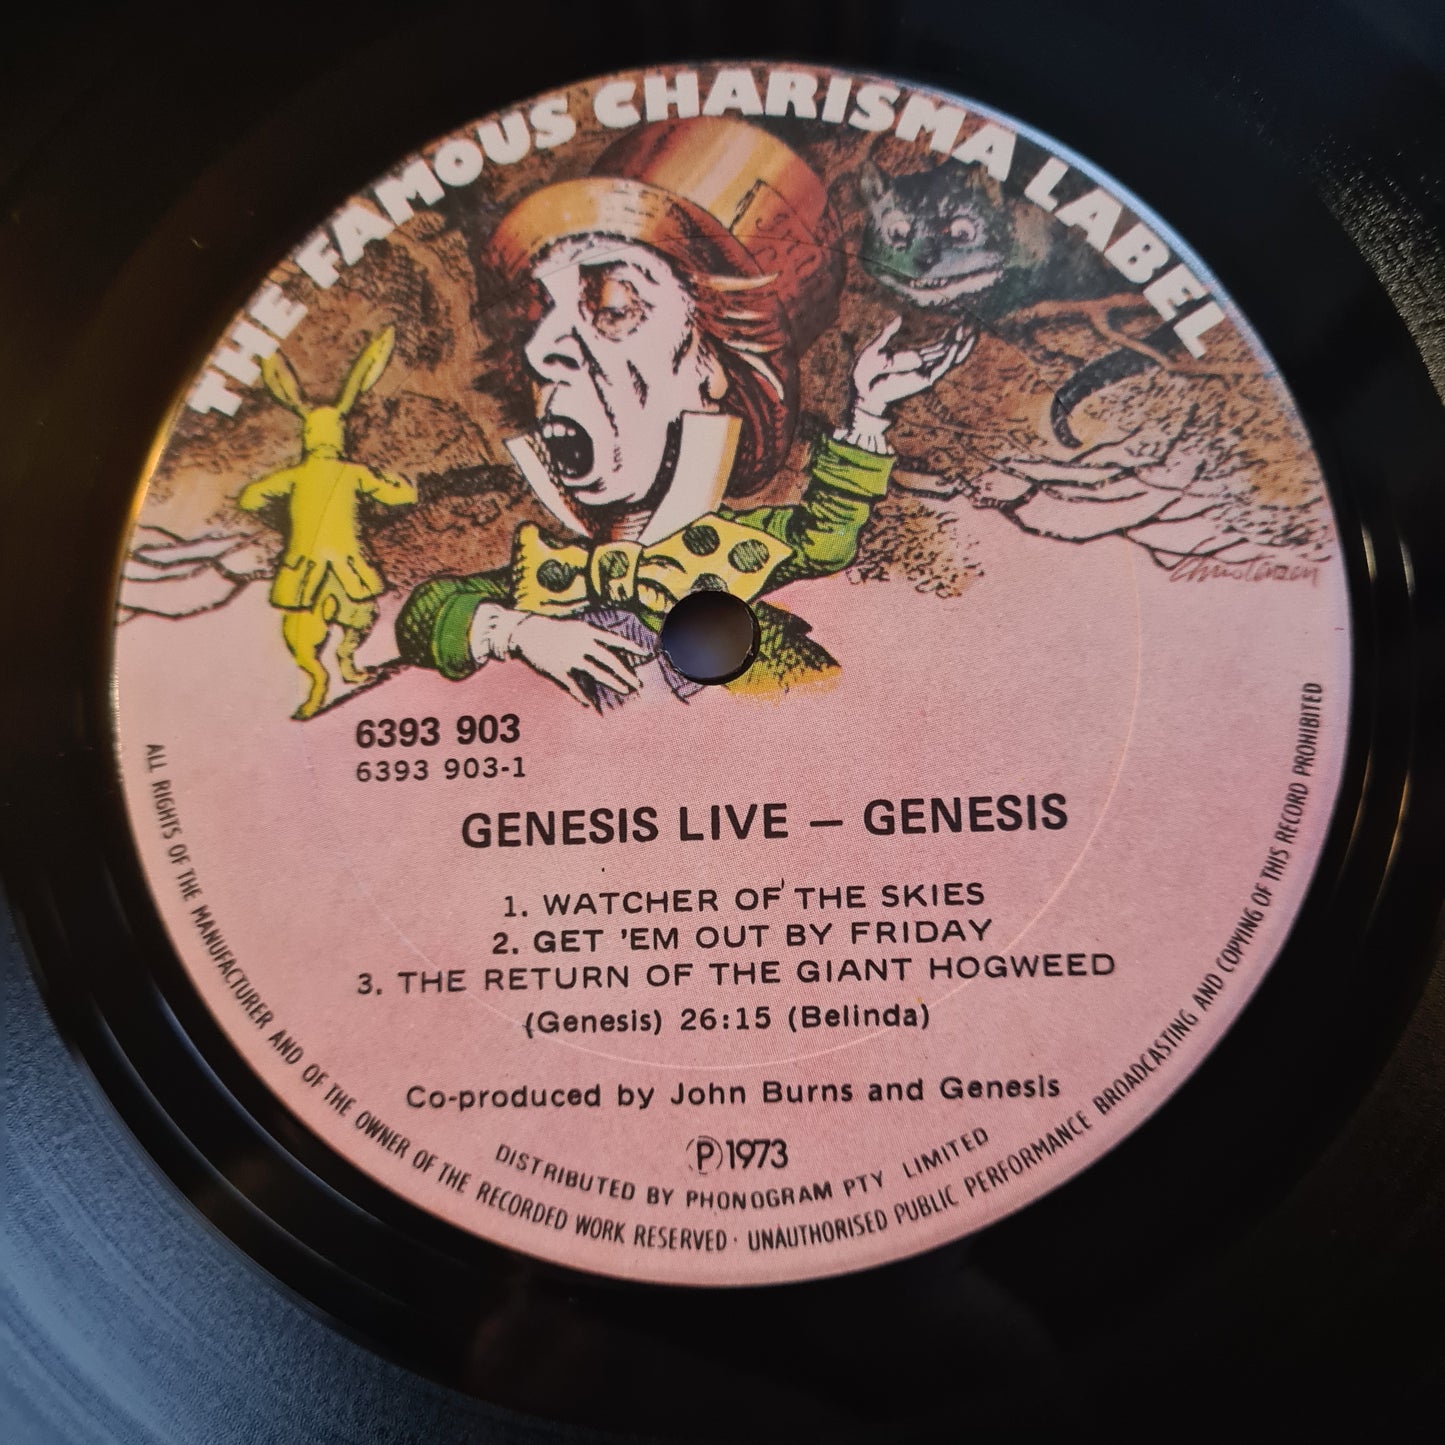 THE FAMOUS CHARISMA LABEL
Christenzen
6393 903
6393 903-1
GENESIS LIVE — GENESIS
1. WATCHER OF THE SKIES
2. GET 'EM OUT BY FRIDAY
3. THE RETURN OF THE GIANT HOGWEED
(Genesis) 26:15 (Belinda)
Co-produced by John Burns and Genesis
Ⓟ1973
DISTRIBUTED BY PHONOGRAM PTY LIMITED
ALL RIGHTS OF THE MANUFACTURER AND OF THE OWNER OF THE RECORDED WORK RESERVED · UNAUTHORISED PUBLIC PERFORMANCE BROADCASTING AND COPYING OF THIS RECORD PROHIBITED